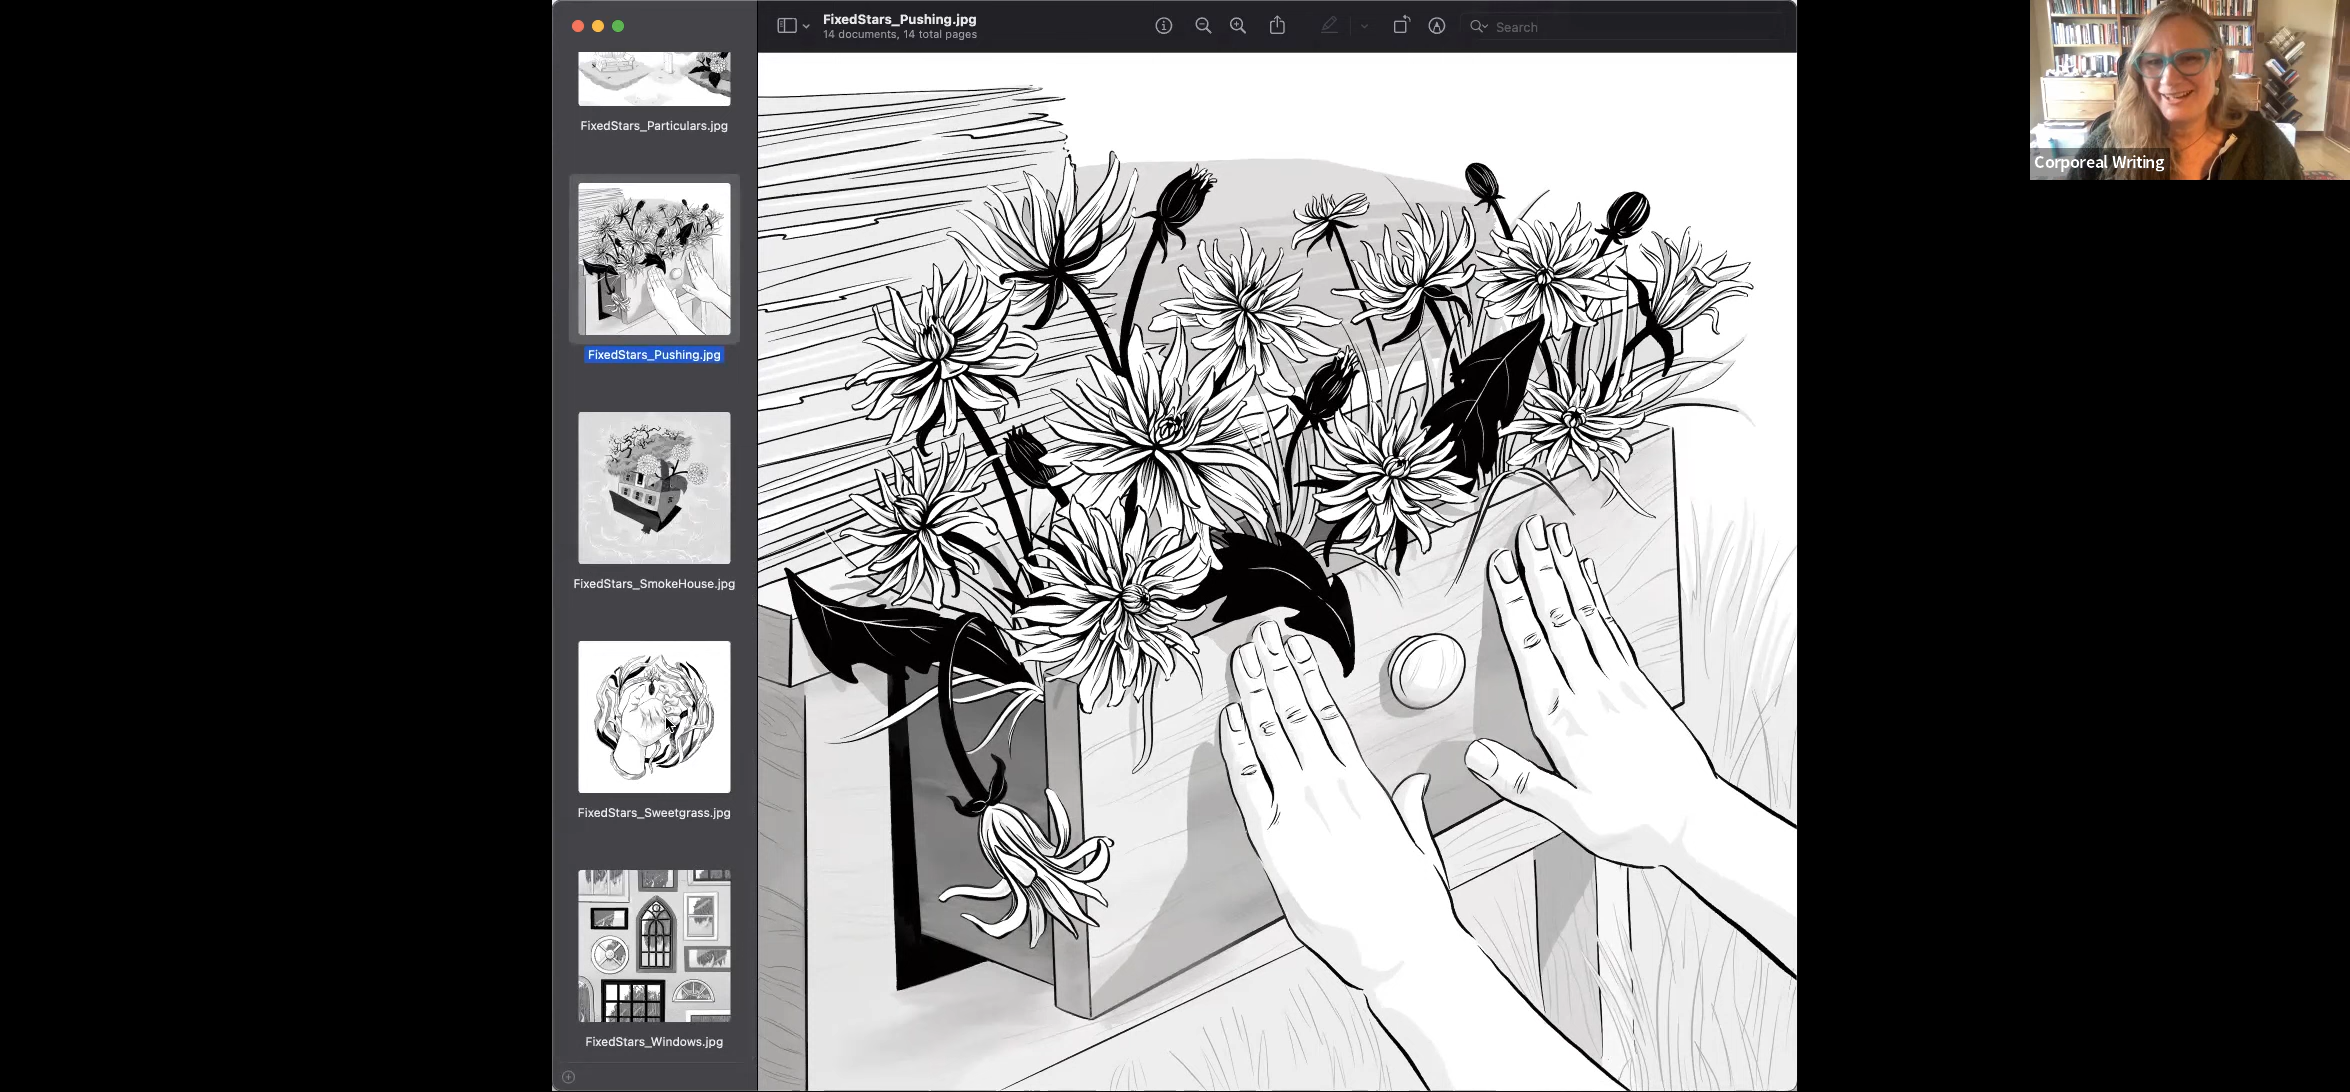 FixedStars_Pushing.jpg
14 documents, 14 total pages
Search
FixedStars_Particulars.jpg
FixedStars_Pushing.jpg
FixedStars_SmokeHouse.jpg
FixedStars_Sweetgrass.jpg
FixedStars_Windows.jpg
Corporeal Writing